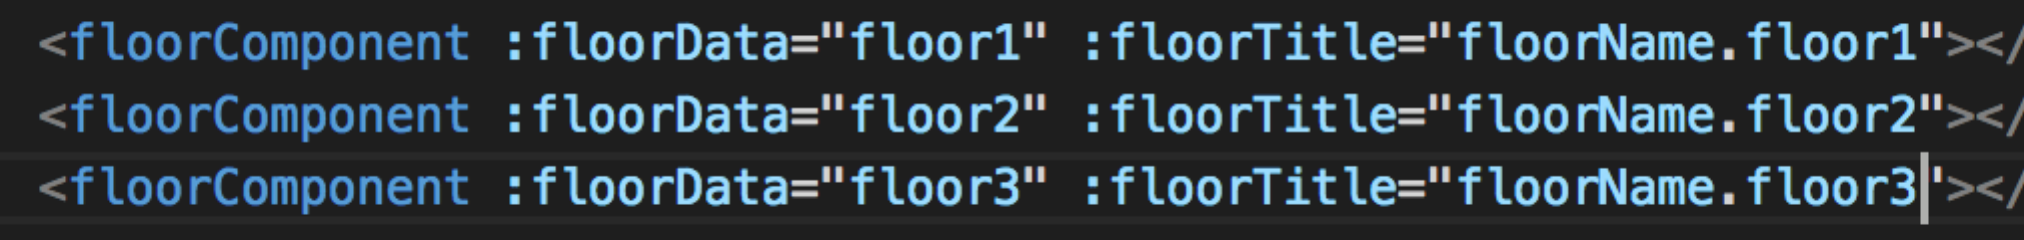 <floorComponent :floorData="floor1" :floorTitle="floorName.floor1"></
<floorComponent :floorData="floor2" :floorTitle="floorName.floor2"></
<floorComponent :floorData="floor3" :floorTitle="floorName.floor3"></